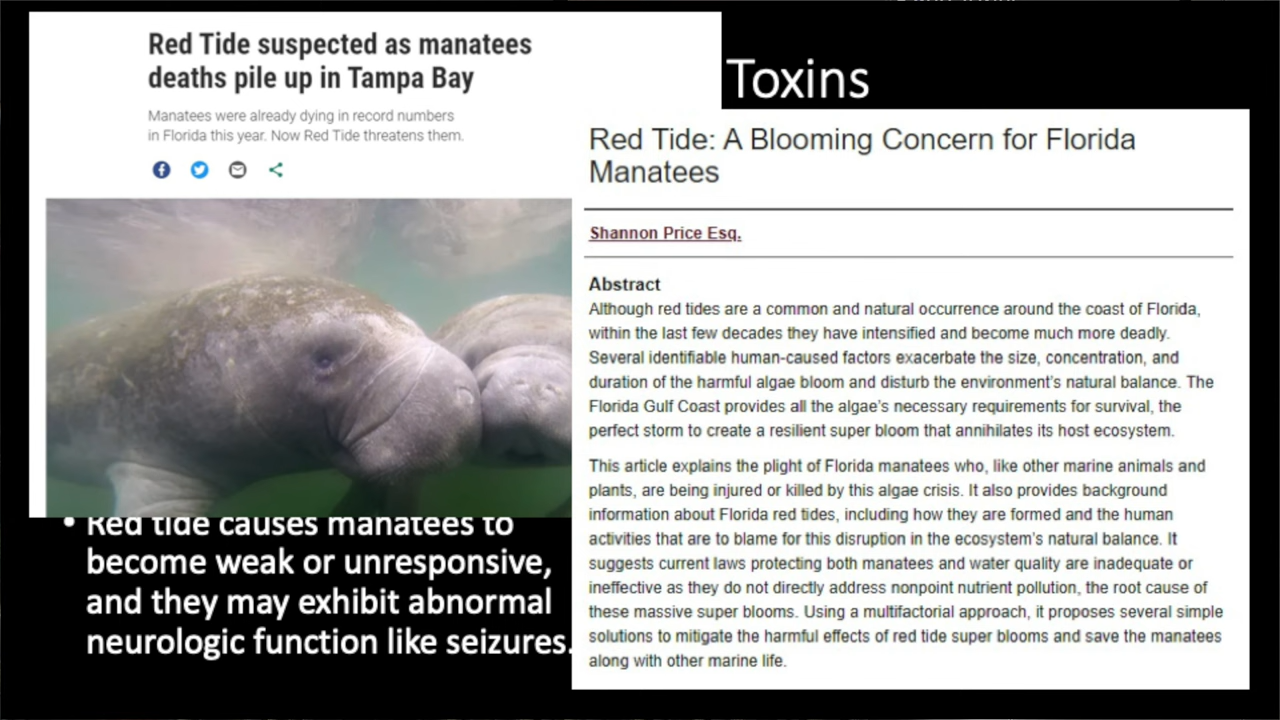 Red Tide suspected as manatees
deaths pile up in Tampa Bay
Manatees were already dying in record numbers
in Florida this year. Now Red Tide threatens them.
Toxins
Red Tide: A Blooming Concern for Florida
Manatees
Shannon Price Esq.
Abstract
Although red tides are a common and natural occurrence around the coast of Florida,
within the last few decades they have intensified and become much more deadly.
Several identifiable human-caused factors exacerbate the size, concentration, and
duration of the harmful algae bloom and disturb the environment's natural balance. The
Florida Gulf Coast provides all the algae's necessary requirements for survival, the
perfect storm to create a resilient super bloom that annihilates its host ecosystem.
This article explains the plight of Florida manatees who, like other marine animals and
plants, are being injured or killed by this algae crisis. It also provides background
information about Florida red tides, including how they are formed and the human
activities that are to blame for this disruption in the ecosystem's natural balance. It
suggests current laws protecting both manatees and water quality are inadequate or
ineffective as they do not directly address nonpoint nutrient pollution, the root cause of
these massive super blooms. Using a multifactorial approach, it proposes several simple
solutions to mitigate the harmful effects of red tide super blooms and save the manatees
along with other marine life.
• Red tide causes manatees to
become weak or unresponsive,
and they may exhibit abnormal
neurologic function like seizures.